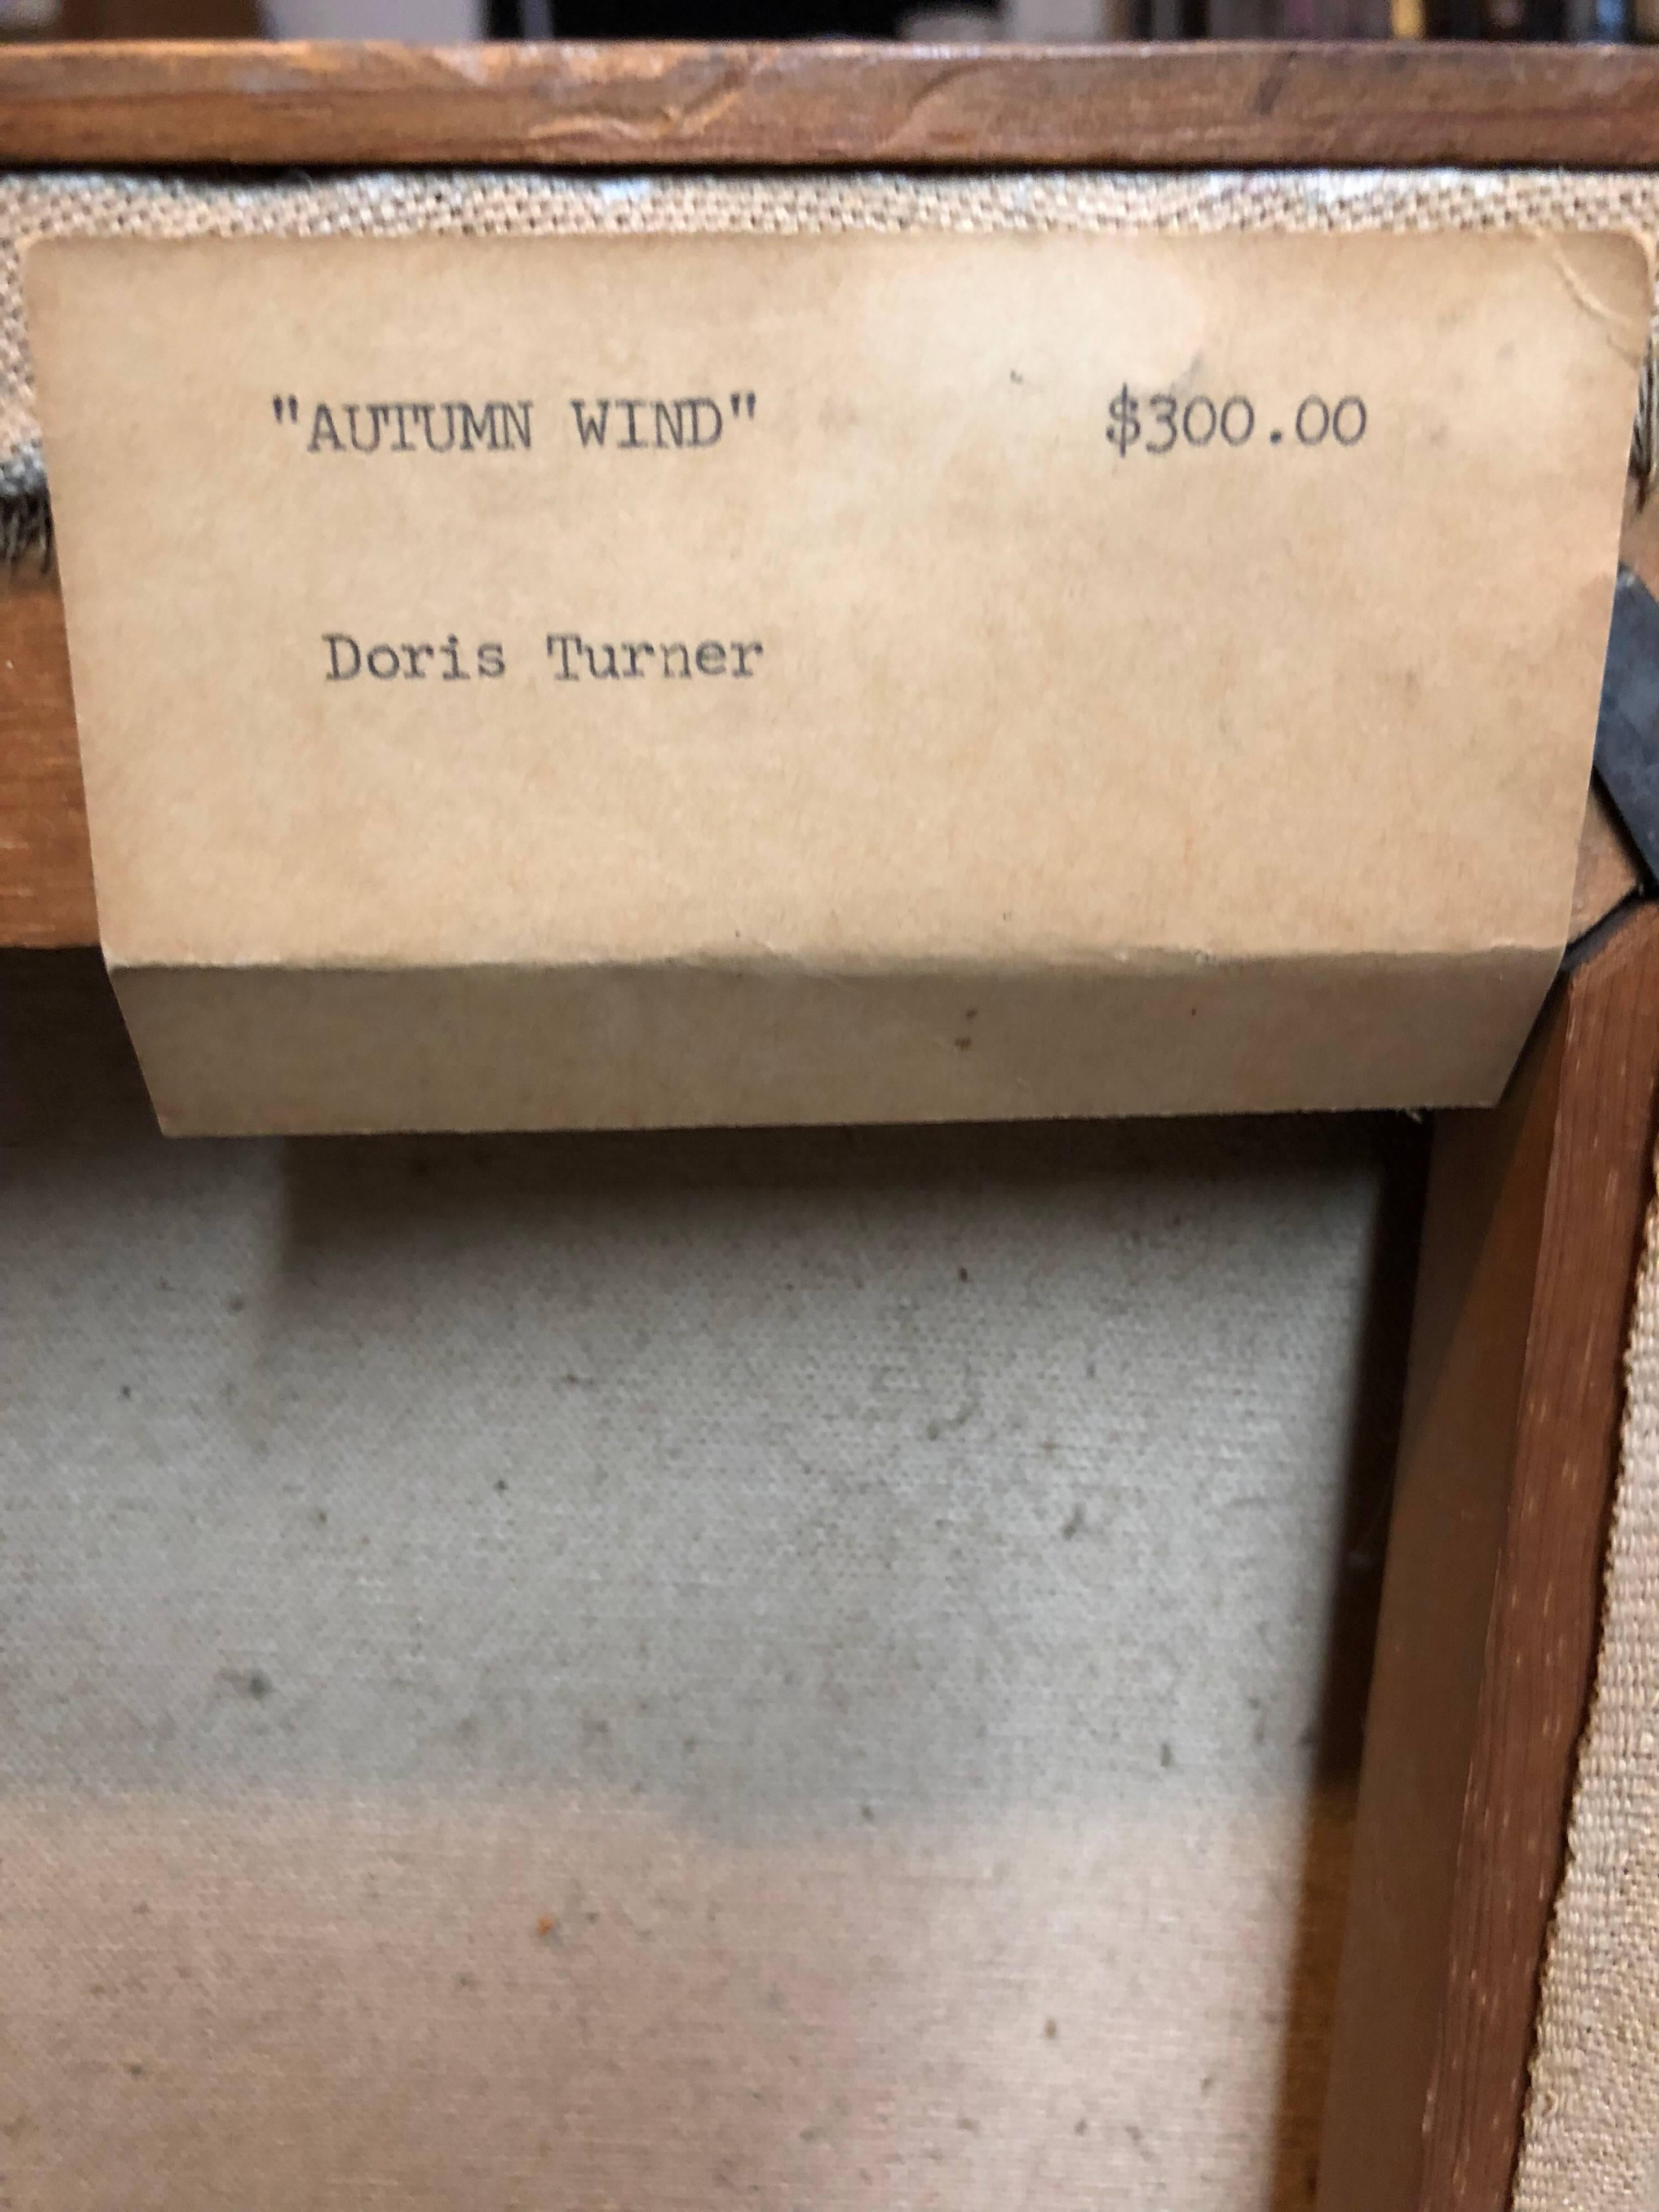 "AUTUMN WIND" $300.00
Doris Turner